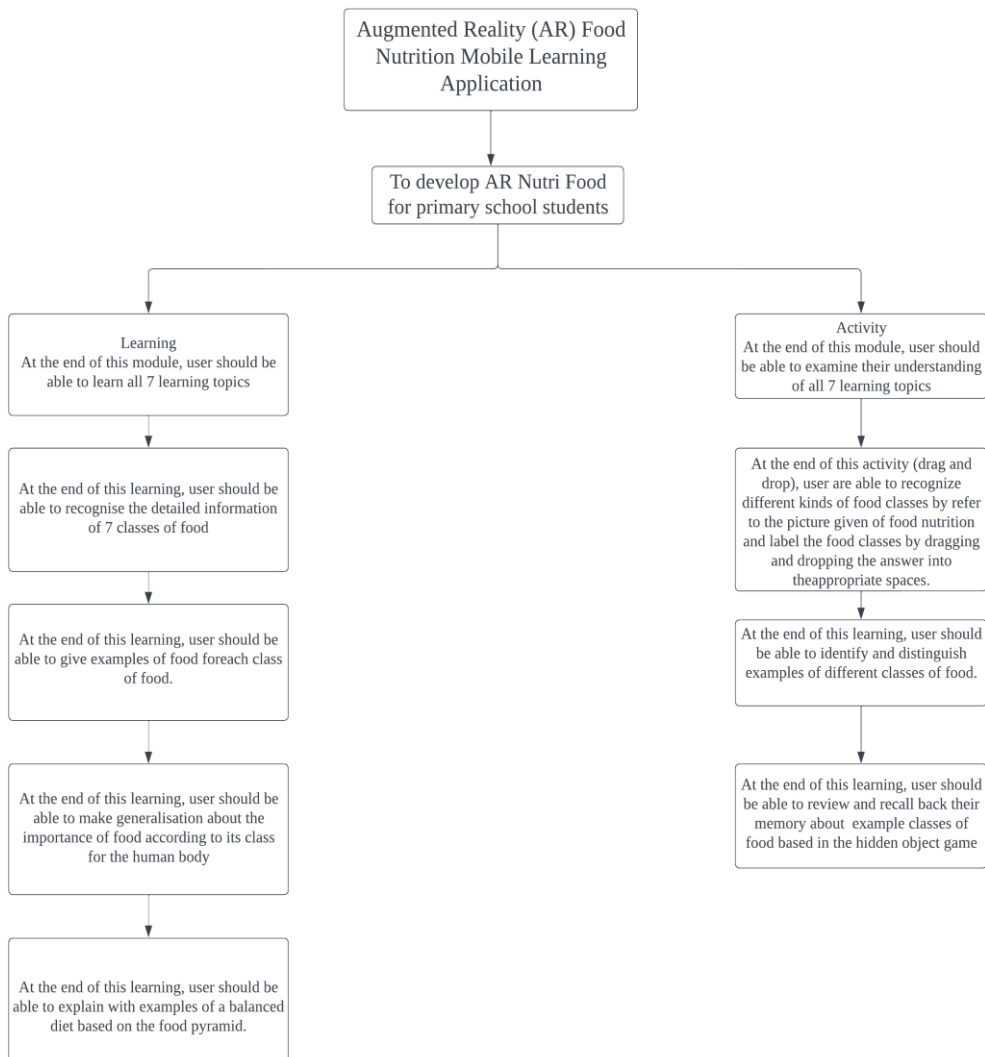 Augmented Reality (AR) Food
Nutrition Mobile Learning
Application
To develop AR Nutri Food
for primary school students
Learning
At the end of this module, user should be
able to learn all 7 learning topics
At the end of this learning, user should be
able to recognise the detailed information
of 7 classes of food
At the end of this learning, user should be
able to give examples of food foreach class
of food.
At the end of this learning, user should be
able to make generalisation about the
importance of food according to its class
for the human body
At the end of this learning, user should be
able to explain with examples of a balanced
diet based on the food pyramid.
Activity
At the end of this module, user should
be able to examine their understanding
of all 7 learning topics
At the end of this activity (drag and
drop), user are able to recognize
different kinds of food classes by refer
to the picture given of food nutrition
and label the food classes by dragging
and dropping the answer into
theappropriate spaces.
At the end of this learning, user should
be able to identify and distinguish
examples of different classes of food.
At the end of this learning, user should
be able to review and recall back their
memory about example classes of
food based in the hidden object game